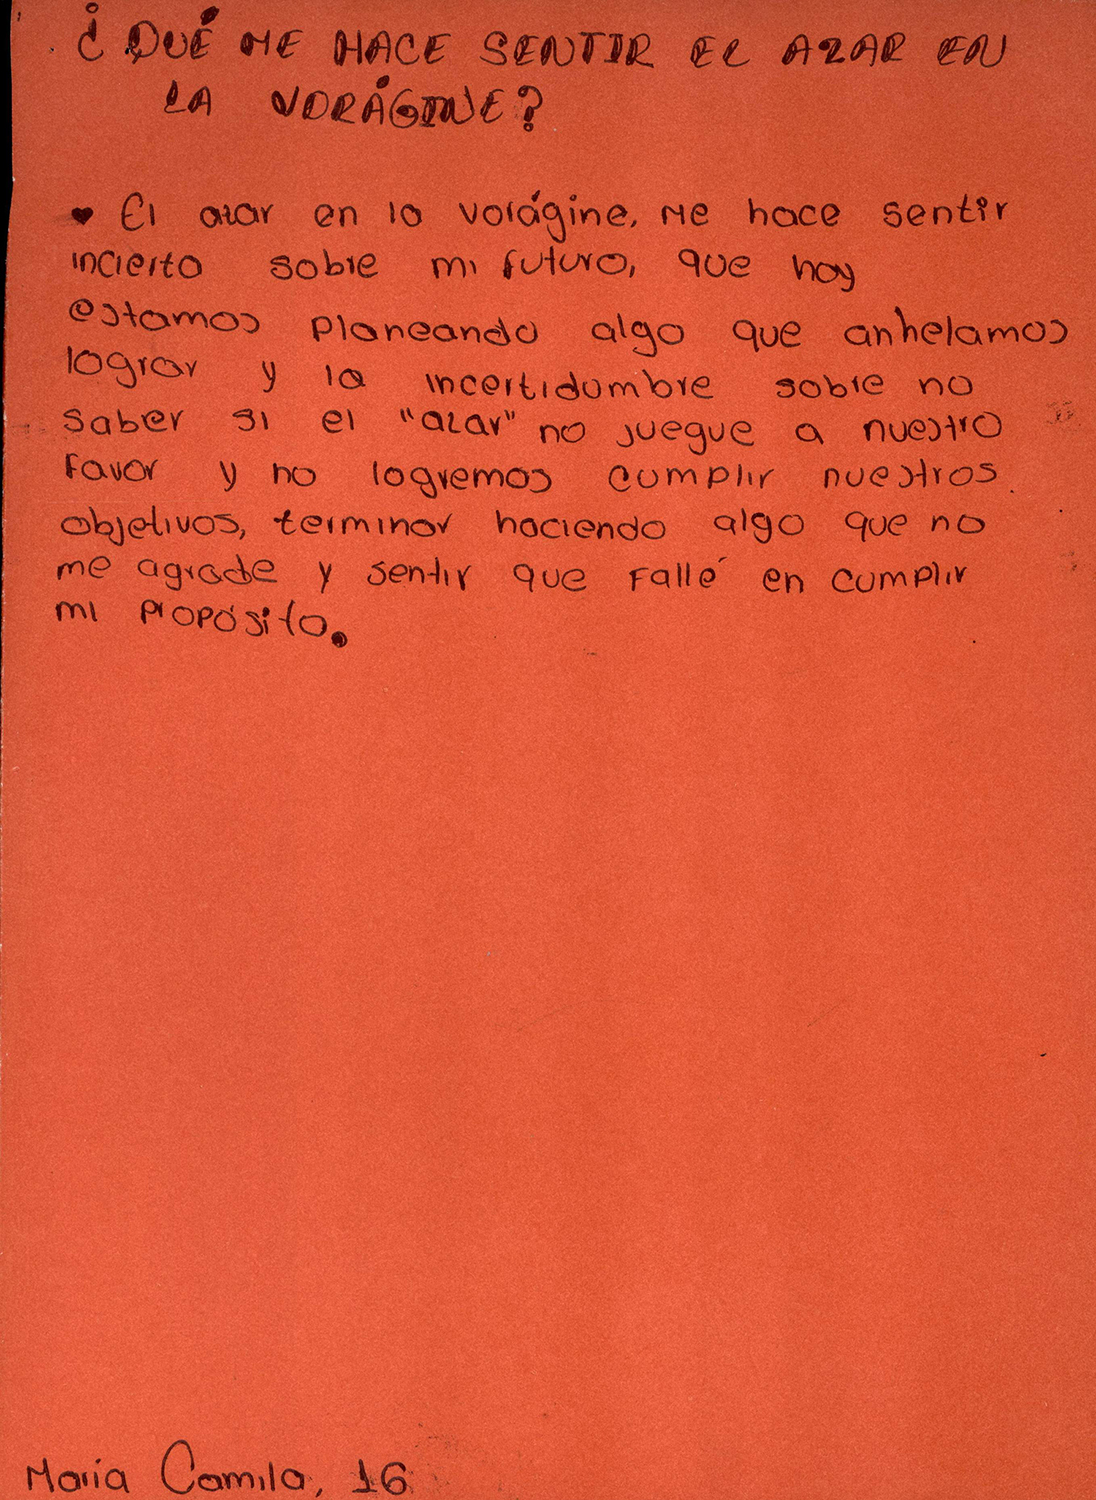 ¿QUÉ ME HACE SENTIR EL AZAR EN
LA VORÁGINE?
♥ El azar en la vorágine, me hace sentir
incierto sobre mi futuro, que hoy
estamos planeando algo que anhelamos
lograr y la incertidumbre sobre no
saber si el "azar" no juegue a nuestro
favor y no logremos cumplir nuestros
objetivos, terminar haciendo algo que no
me agrade y sentir que fallé en cumplir
mi propósito.
María Camila, 16